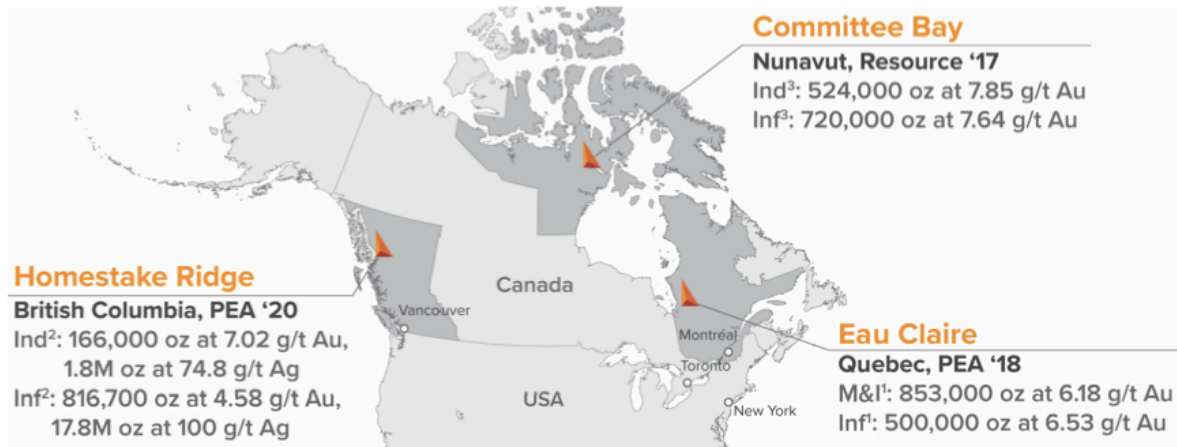 Committee Bay
Nunavut, Resource ‘17
Ind³: 524,000 oz at 7.85 g/t Au
Inf³: 720,000 oz at 7.64 g/t Au
Homestake Ridge
British Columbia, PEA ‘20
Ind²: 166,000 oz at 7.02 g/t Au,
1.8M oz at 74.8 g/t Ag
Inf²: 816,700 oz at 4.58 g/t Au,
17.8M oz at 100 g/t Ag
Canada
Vancouver
USA
Montréal
Toronto
New York
Eau Claire
Quebec, PEA ‘18
M&I¹: 853,000 oz at 6.18 g/t Au
Inf¹: 500,000 oz at 6.53 g/t Au